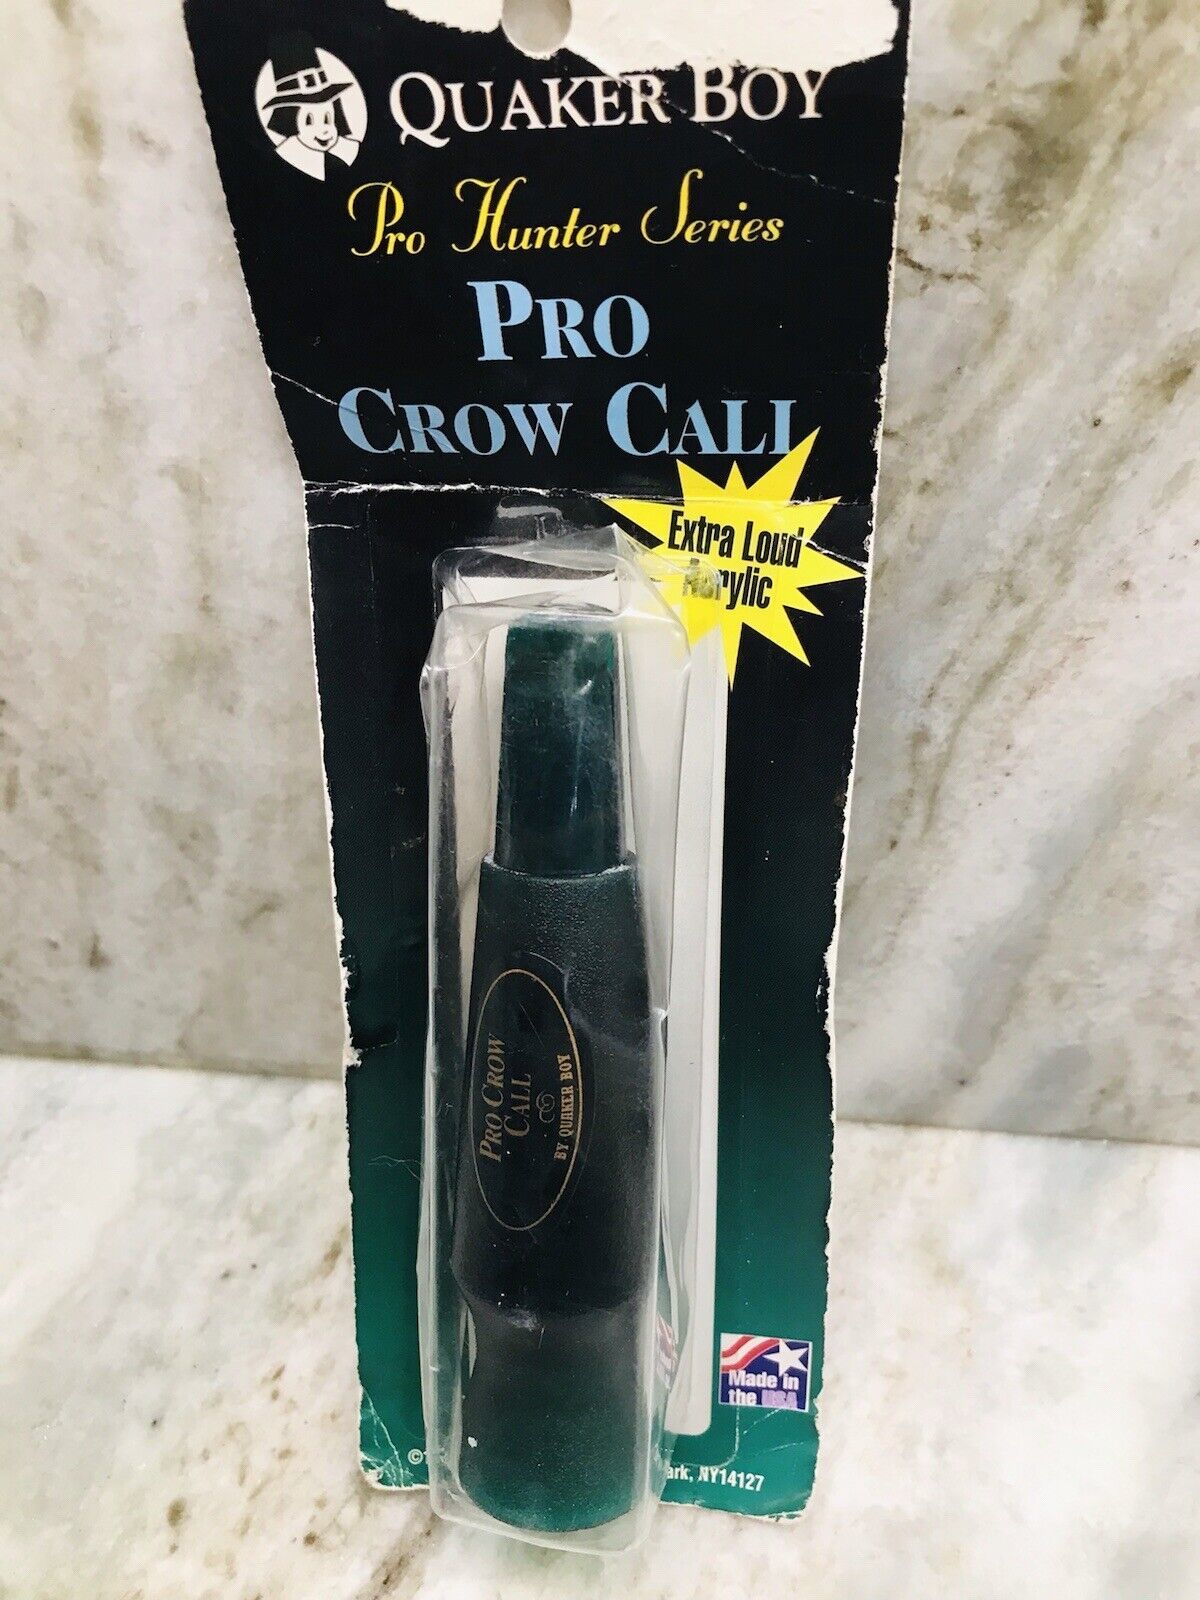 QUAKER BOY
Pro Hunter Series
PRO
CROW CALL
Extra Loud
Acrylic
PRO CROW
CALL
BY QUAKER BOY
Made in
the USA
ark, NY14127